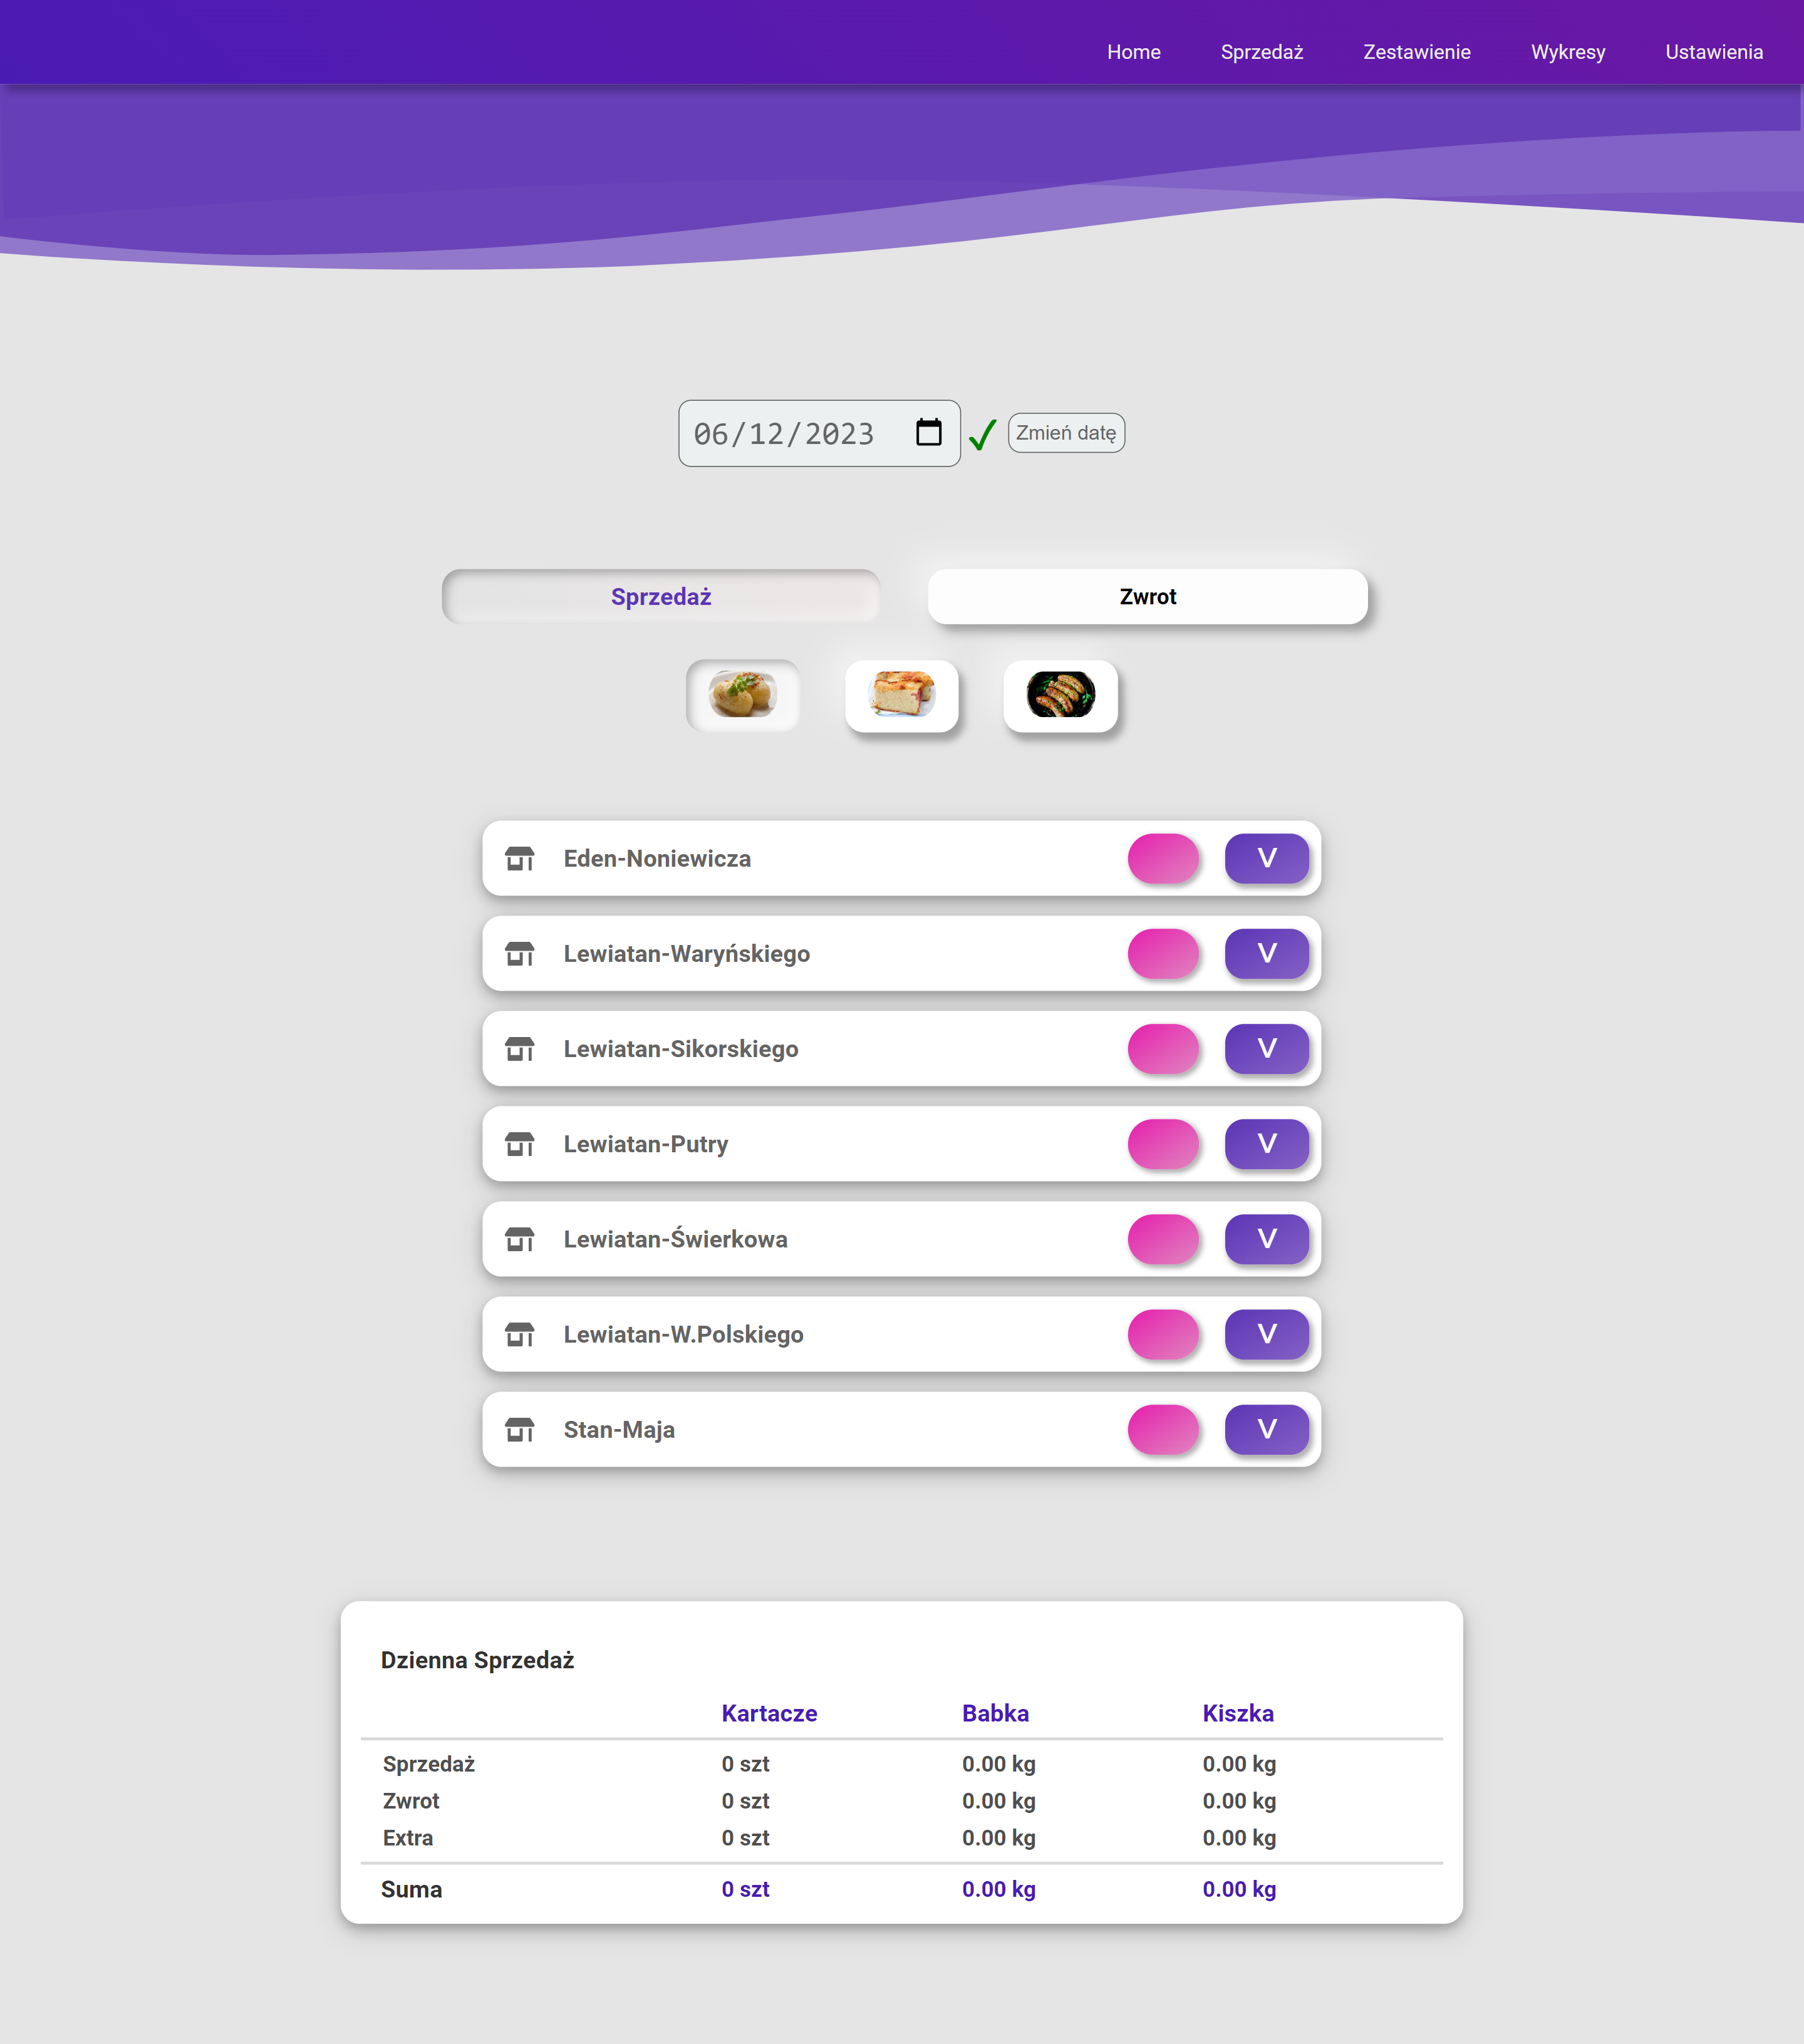 Home Sprzedaż Zestawienie Wykresy Ustawienia
06/12/2023 Zmień datę
Sprzedaż Zwrot
Eden-Noniewicza V
Lewiatan-Waryńskiego V
Lewiatan-Sikorskiego V
Lewiatan-Putry V
Lewiatan-Świerkowa V
Lewiatan-W.Polskiego V
Stan-Maja V
Dzienna Sprzedaż
Kartacze Babka Kiszka
Sprzedaż 0 szt 0.00 kg 0.00 kg
Zwrot 0 szt 0.00 kg 0.00 kg
Extra 0 szt 0.00 kg 0.00 kg
Suma 0 szt 0.00 kg 0.00 kg